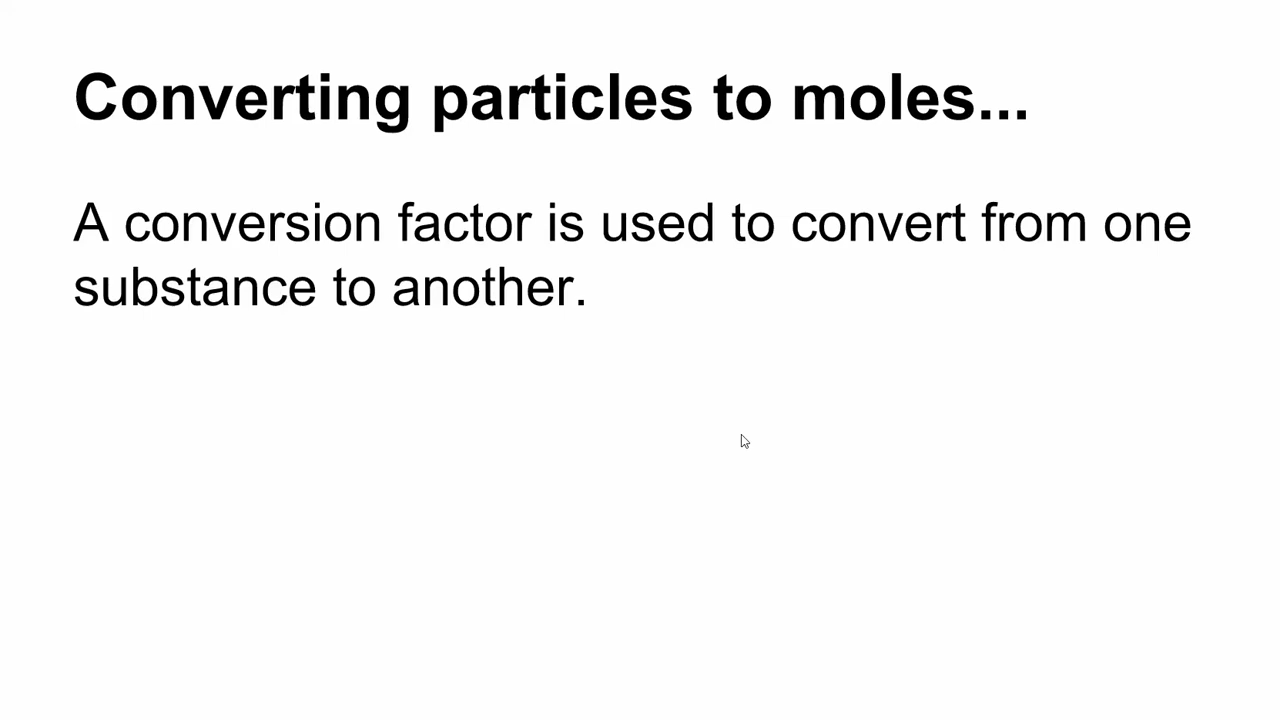 Converting particles to moles...
A conversion factor is used to convert from one
substance to another.